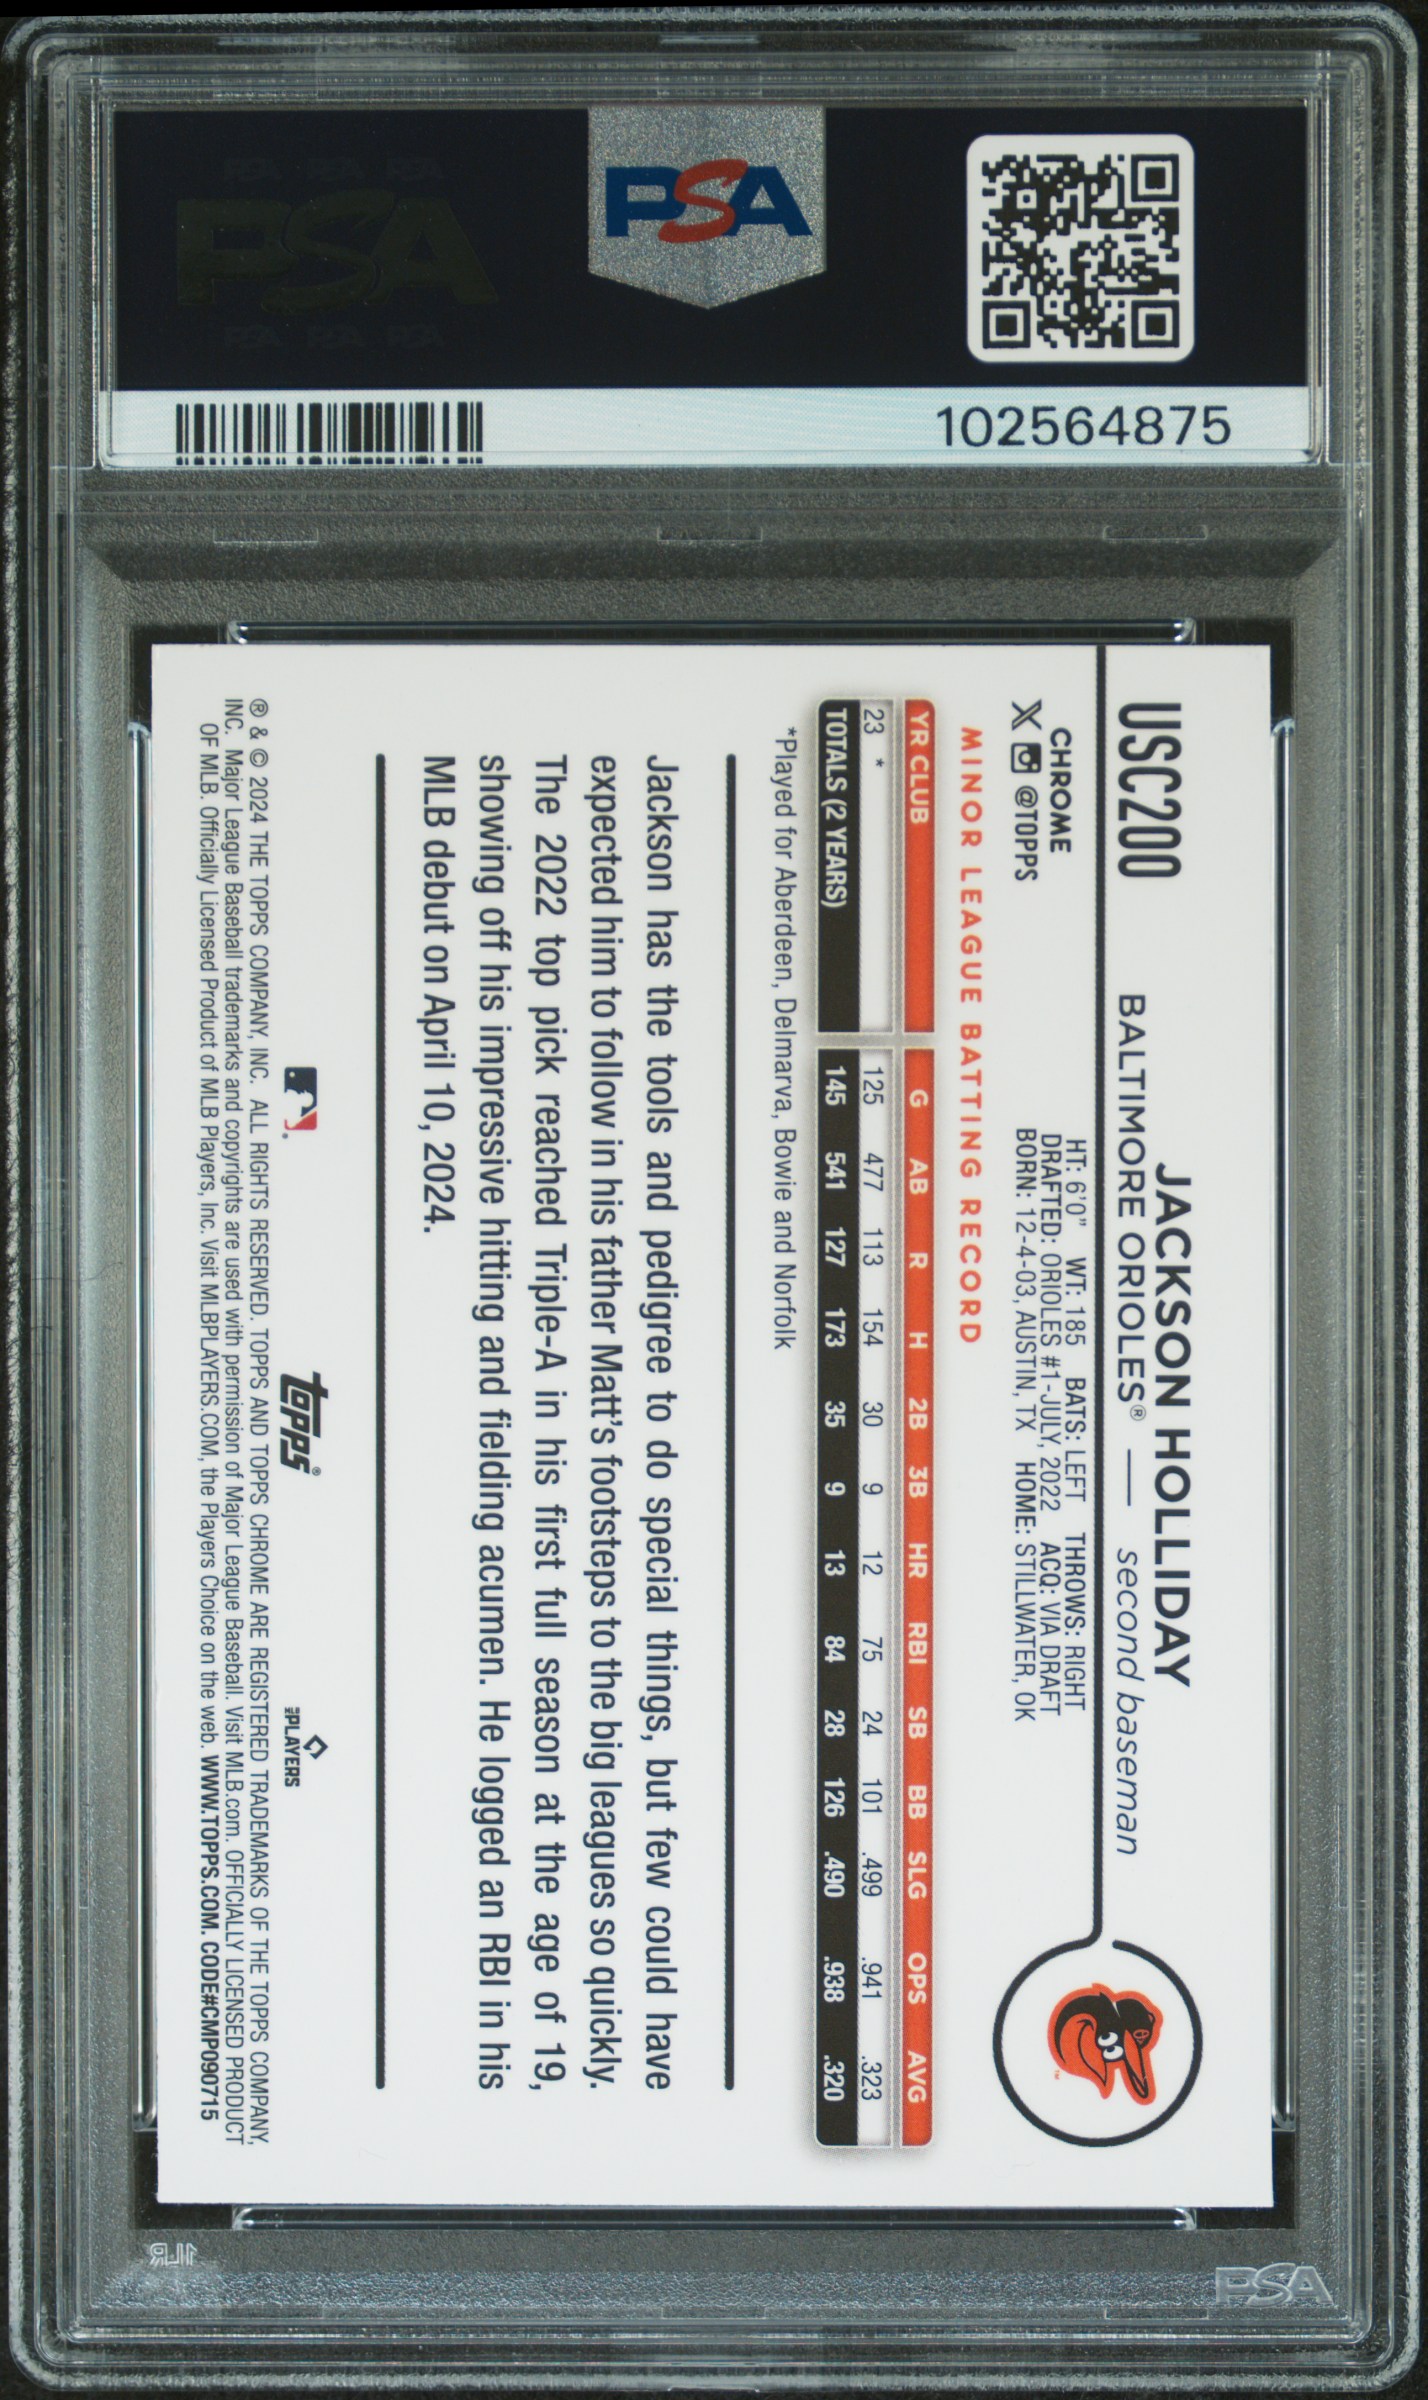 PSA
PSA PSA PSA
PSA
PSA PSA PSA
102564875
USC200
JACKSON HOLLIDAY
BALTIMORE ORIOLES® — second baseman
CHROME
X @TOPPS
HT: 6'0" WT: 185 BATS: LEFT THROWS: RIGHT
DRAFTED: ORIOLES #1-JULY, 2022 ACQ: VIA DRAFT
BORN: 12-4-03, AUSTIN, TX HOME: STILLWATER, OK
TM
MINOR LEAGUE BATTING RECORD
YR CLUB G AB R H 2B 3B HR RBI SB BB SLG OPS AVG
23 * 125 477 113 154 30 9 12 75 24 101 .499 .941 .323
TOTALS (2 YEARS) 145 541 127 173 35 9 13 84 28 126 .490 .938 .320
*Played for Aberdeen, Delmarva, Bowie and Norfolk
Jackson has the tools and pedigree to do special things, but few could have
expected him to follow in his father Matt's footsteps to the big leagues so quickly.
The 2022 top pick reached Triple-A in his first full season at the age of 19,
showing off his impressive hitting and fielding acumen. He logged an RBI in his
MLB debut on April 10, 2024.
topps®
MLB PLAYERS
® & © 2024 THE TOPPS COMPANY, INC. ALL RIGHTS RESERVED. TOPPS AND TOPPS CHROME ARE REGISTERED TRADEMARKS OF THE TOPPS COMPANY,
INC. Major League Baseball trademarks and copyrights are used with permission of Major League Baseball. Visit MLB.com. OFFICIALLY LICENSED PRODUCT
OF MLB. Officially Licensed Product of MLB Players, Inc. Visit MLBPLAYERS.COM, the Players Choice on the web. WWW.TOPPS.COM. CODE#CMP090715
1LR
PSA